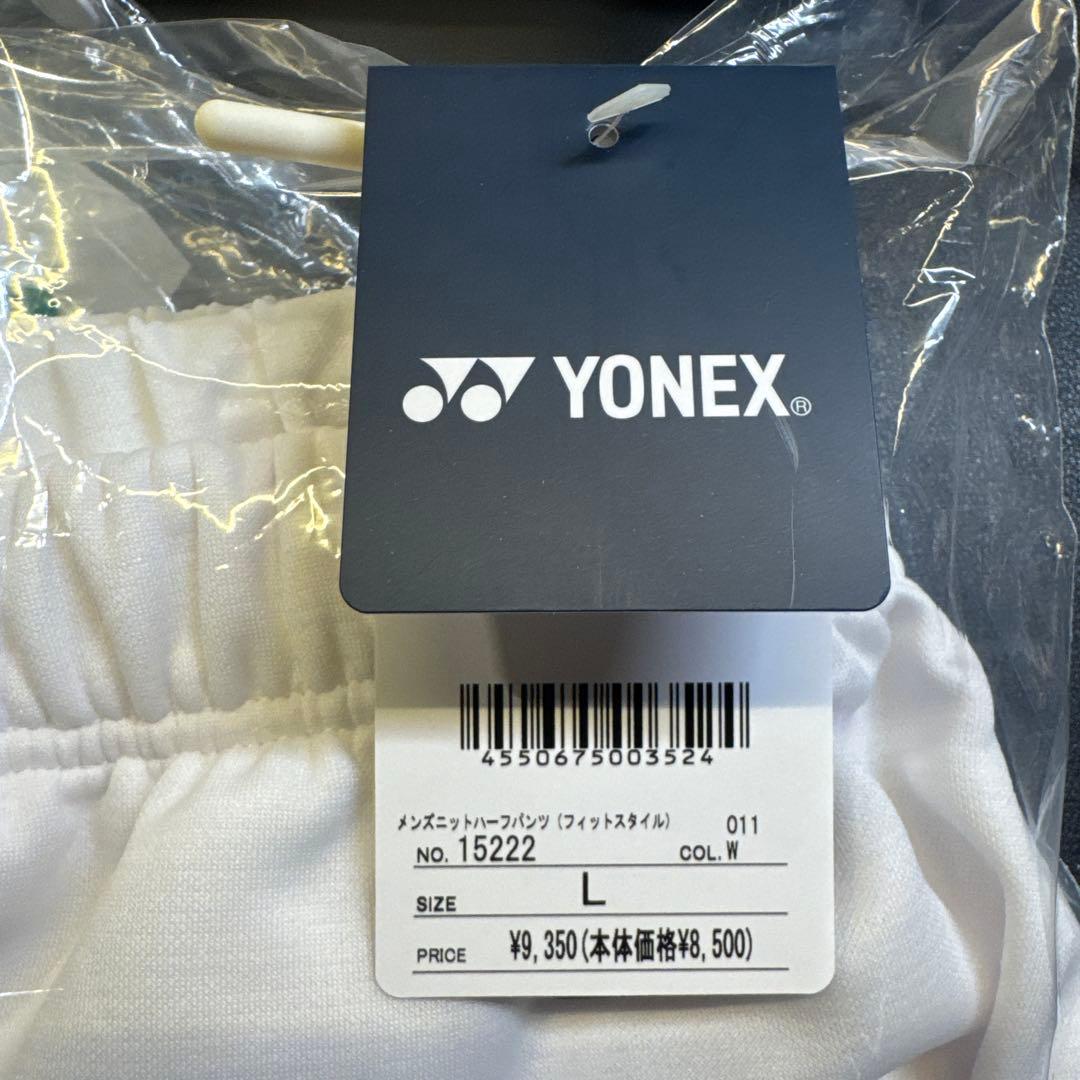 YONEX®
4550675003524
メンズニットハーフパンツ（フィットスタイル） 011
NO. 15222 COL. W
SIZE L
PRICE ¥9,350(本体価格¥8,500)